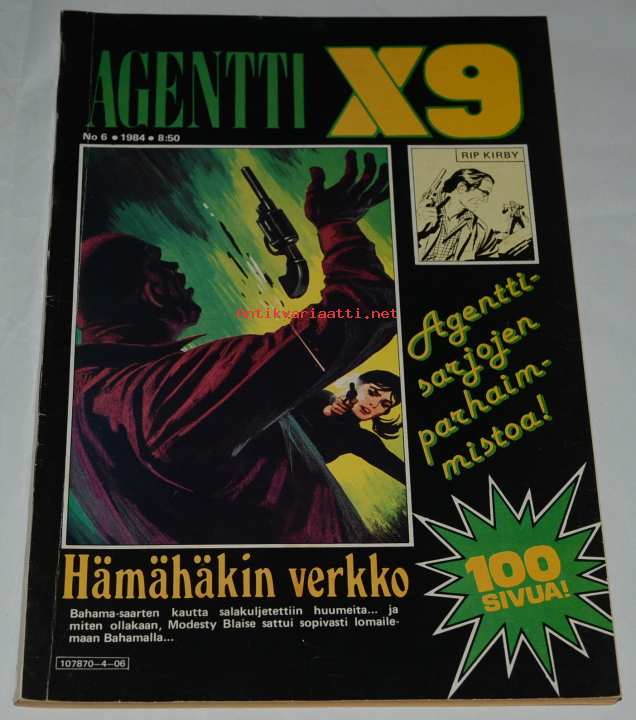 AGENTTI X9
No 6 • 1984 • 8:50
RIP KIRBY
Antikvariaatti.net
Agentti-
sarjojen
parhaim-
mistoa!
100
SIVUA!
Hämähäkin verkko
Bahama-saarten kautta salakuljetettiin huumeita... ja
miten ollakaan, Modesty Blaise sattui sopivasti lomaile-
maan Bahamalla...
107870-4-06